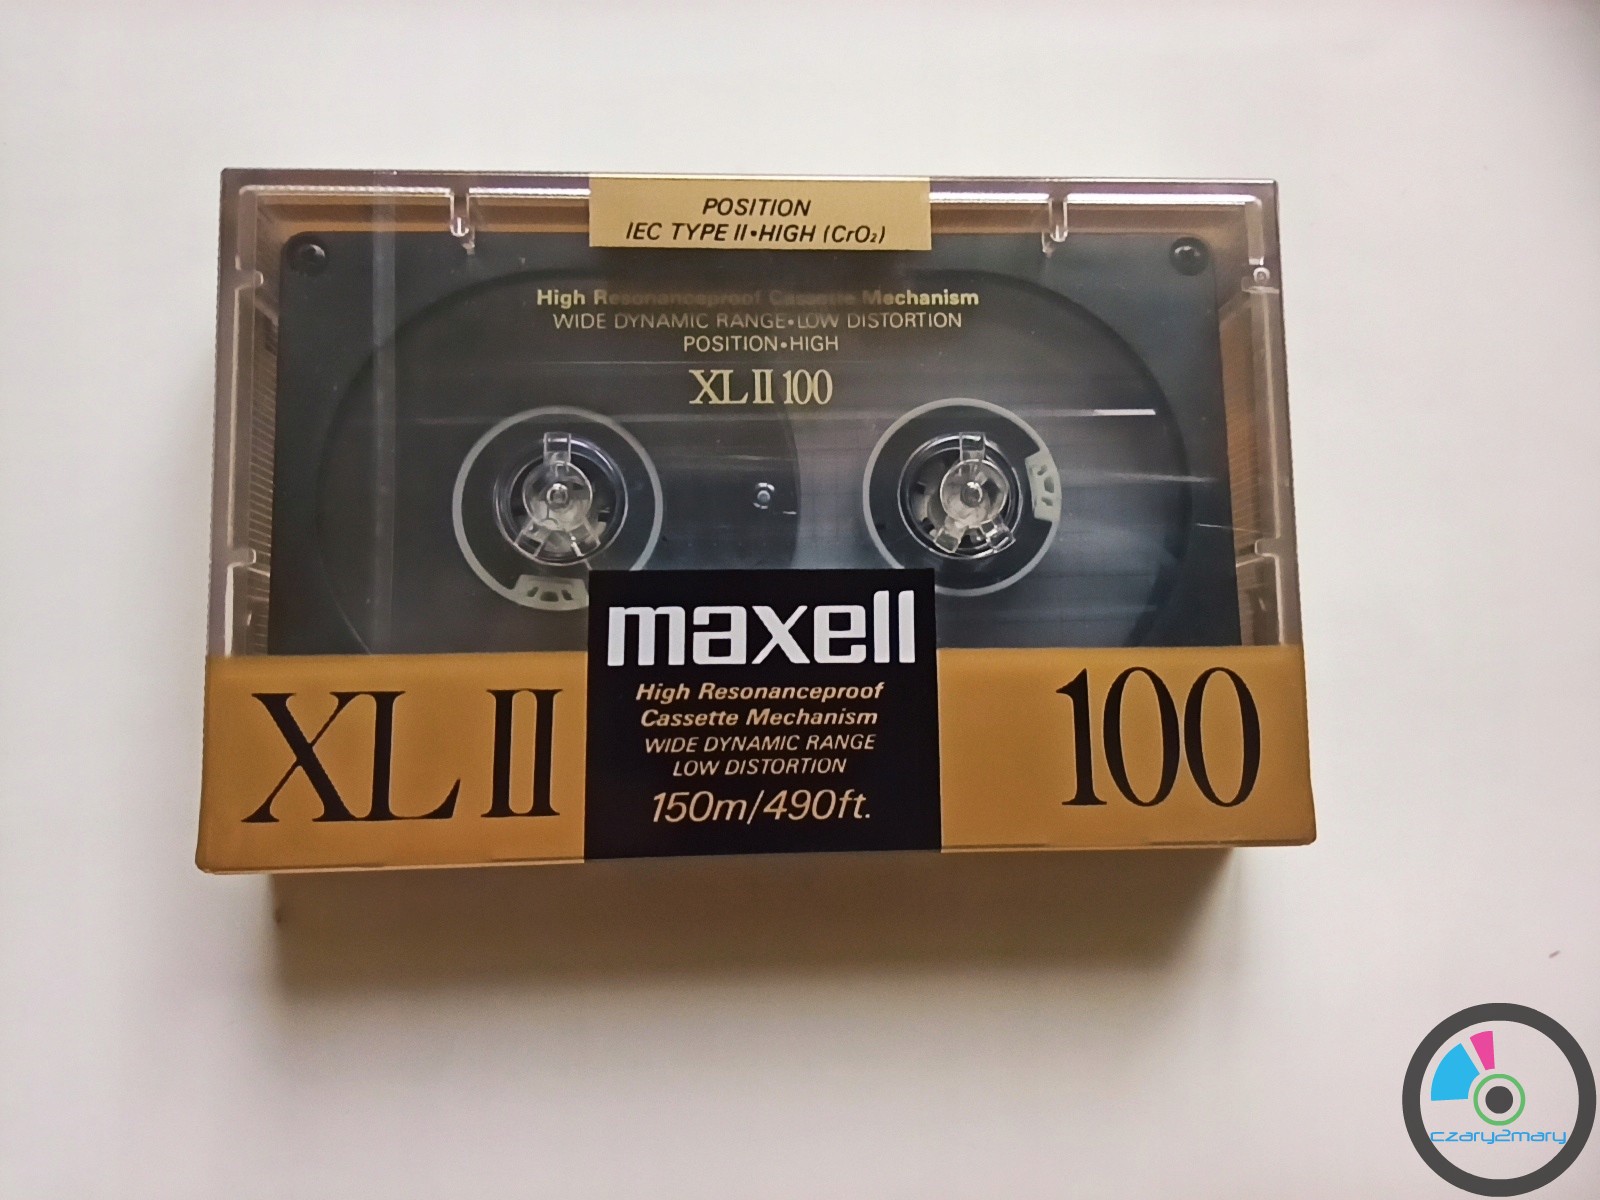 POSITION
IEC TYPE II•HIGH (CrO₂)
High Resonanceproof Cassette Mechanism
WIDE DYNAMIC RANGE•LOW DISTORTION
POSITION•HIGH
XL II 100
maxell
High Resonanceproof
Cassette Mechanism
WIDE DYNAMIC RANGE
LOW DISTORTION
150m/490ft.
XL II
100
czary2mary